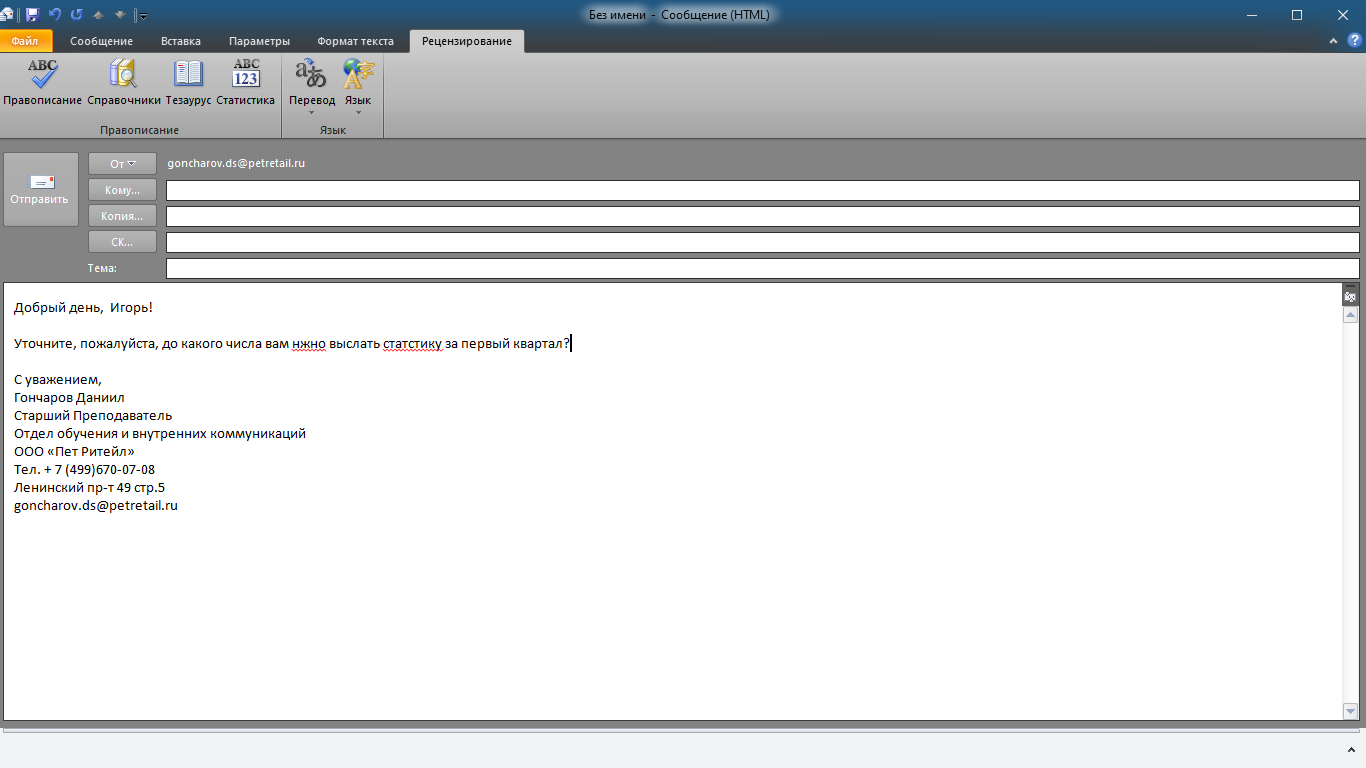 Без имени - Сообщение (HTML)
Файл Сообщение Вставка Параметры Формат текста Рецензирование
ABC ABC 123
Правописание Справочники Тезаурус Статистика Перевод Язык
Правописание Язык
От goncharov.ds@petretail.ru
Отправить
Кому...
Копия...
СК...
Тема:
Добрый день,  Игорь!
Уточните, пожалуйста, до какого числа вам нжно выслать статстику за первый квартал?
С уважением,
Гончаров Даниил
Старший Преподаватель
Отдел обучения и внутренних коммуникаций
ООО «Пет Ритейл»
Тел. + 7 (499)670-07-08
Ленинский пр-т 49 стр.5
goncharov.ds@petretail.ru